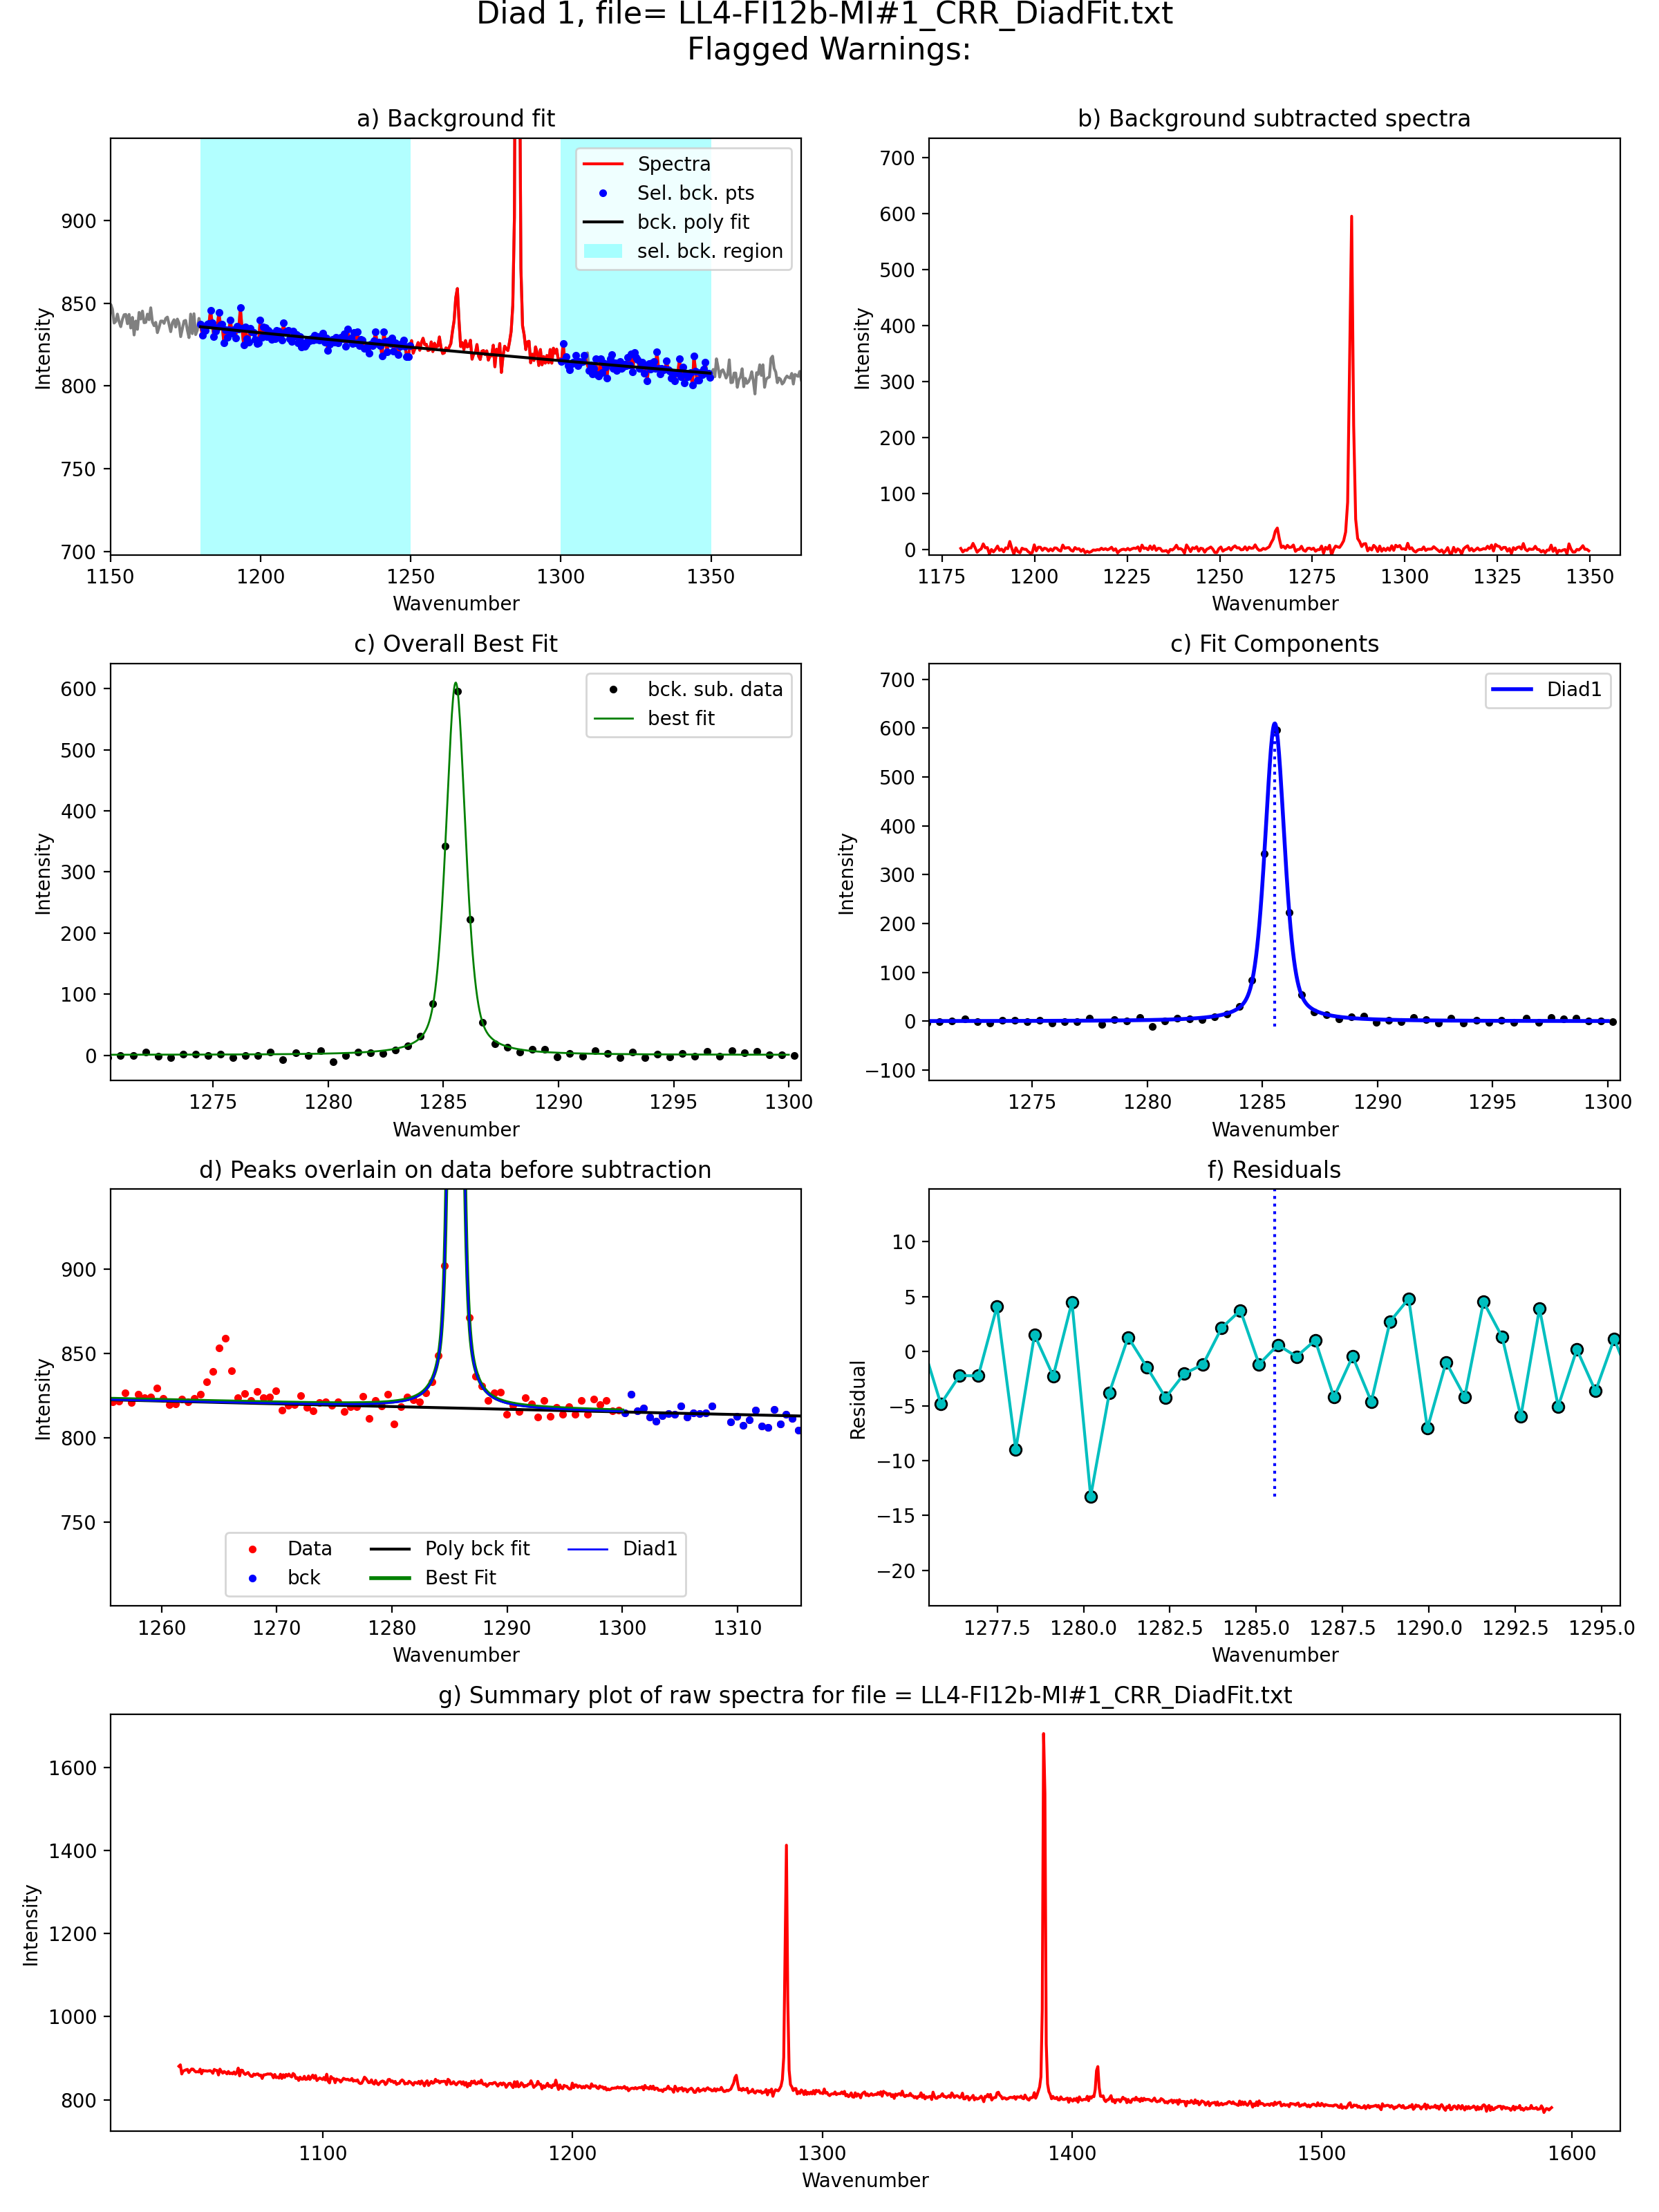 Diad 1, file= LL4-FI12b-MI#1_CRR_DiadFit.txt
Flagged Warnings:
a) Background fit
Intensity
900
850
800
750
700
1150 1200 1250 1300 1350
Wavenumber
Spectra
Sel. bck. pts
bck. poly fit
sel. bck. region
b) Background subtracted spectra
Intensity
700
600
500
400
300
200
100
0
1175 1200 1225 1250 1275 1300 1325 1350
Wavenumber
c) Overall Best Fit
Intensity
600
500
400
300
200
100
0
1275 1280 1285 1290 1295 1300
Wavenumber
bck. sub. data
best fit
c) Fit Components
Intensity
700
600
500
400
300
200
100
0
−100
1275 1280 1285 1290 1295 1300
Wavenumber
Diad1
d) Peaks overlain on data before subtraction
Intensity
900
850
800
750
1260 1270 1280 1290 1300 1310
Wavenumber
Data
bck
Poly bck fit
Best Fit
Diad1
f) Residuals
Residual
10
5
0
−5
−10
−15
−20
1277.5 1280.0 1282.5 1285.0 1287.5 1290.0 1292.5 1295.0
Wavenumber
g) Summary plot of raw spectra for file = LL4-FI12b-MI#1_CRR_DiadFit.txt
Intensity
1600
1400
1200
1000
800
1100 1200 1300 1400 1500 1600
Wavenumber